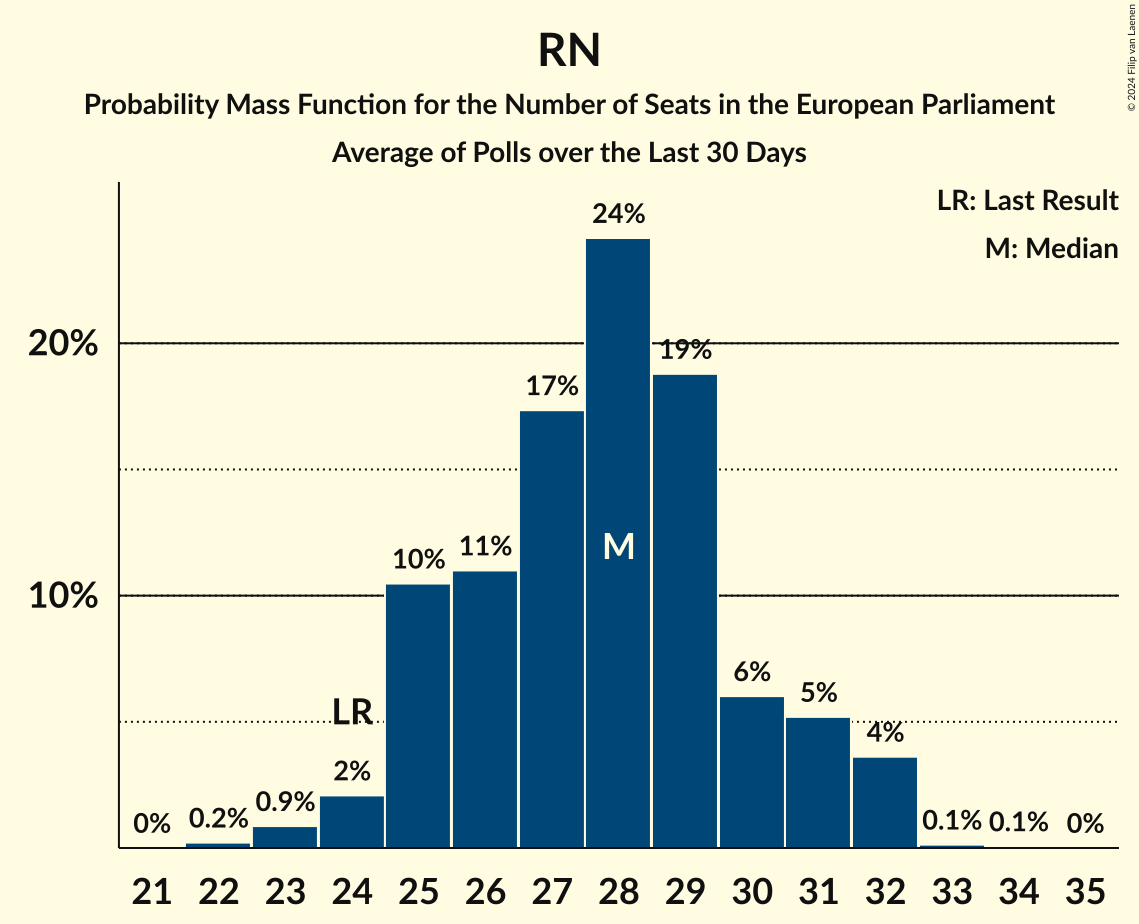 RN
Probability Mass Function for the Number of Seats in the European Parliament
Average of Polls over the Last 30 Days
© 2024 Filip van Laenen
LR: Last Result
M: Median
20%
10%
0%
0.2%
0.9%
2%
LR
10%
11%
17%
24%
M
19%
6%
5%
4%
0.1%
0.1%
0%
21 22 23 24 25 26 27 28 29 30 31 32 33 34 35